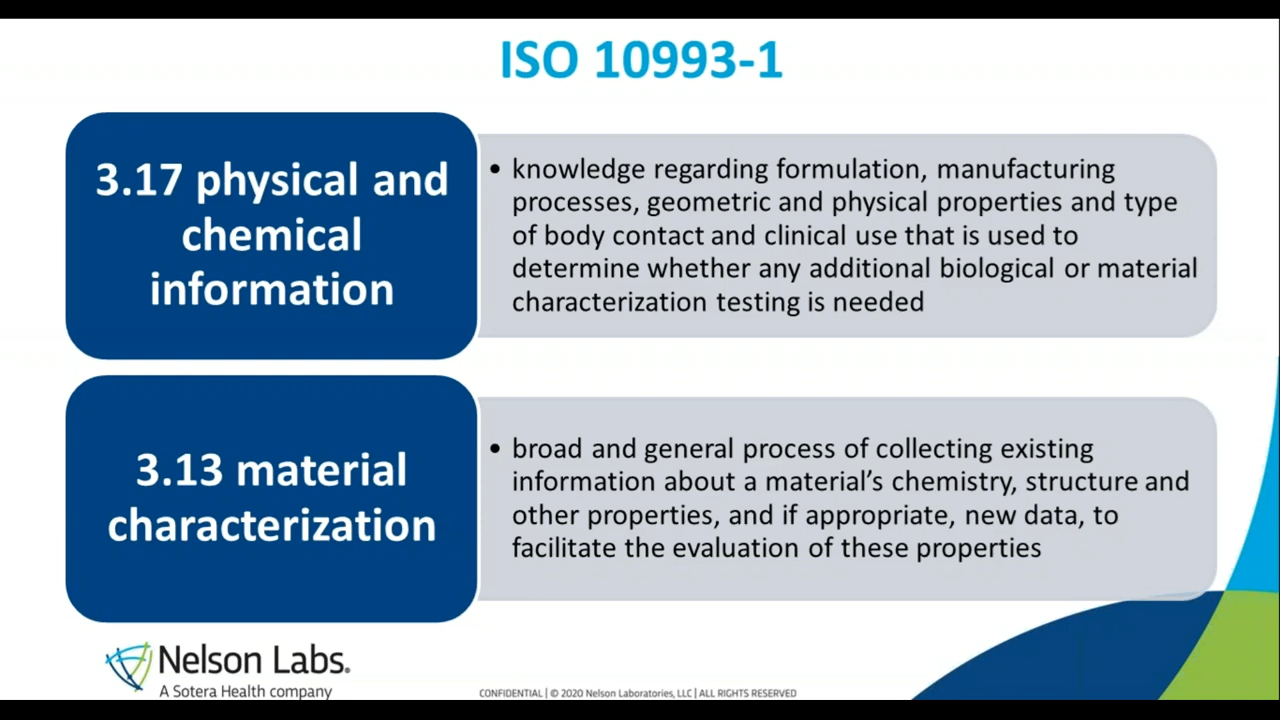 ISO 10993-1
3.17 physical and
chemical
information
• knowledge regarding formulation, manufacturing
processes, geometric and physical properties and type
of body contact and clinical use that is used to
determine whether any additional biological or material
characterization testing is needed
3.13 material
characterization
• broad and general process of collecting existing
information about a material’s chemistry, structure and
other properties, and if appropriate, new data, to
facilitate the evaluation of these properties
Nelson Labs.
A Sotera Health company
CONFIDENTIAL | © 2020 Nelson Laboratories, LLC | ALL RIGHTS RESERVED